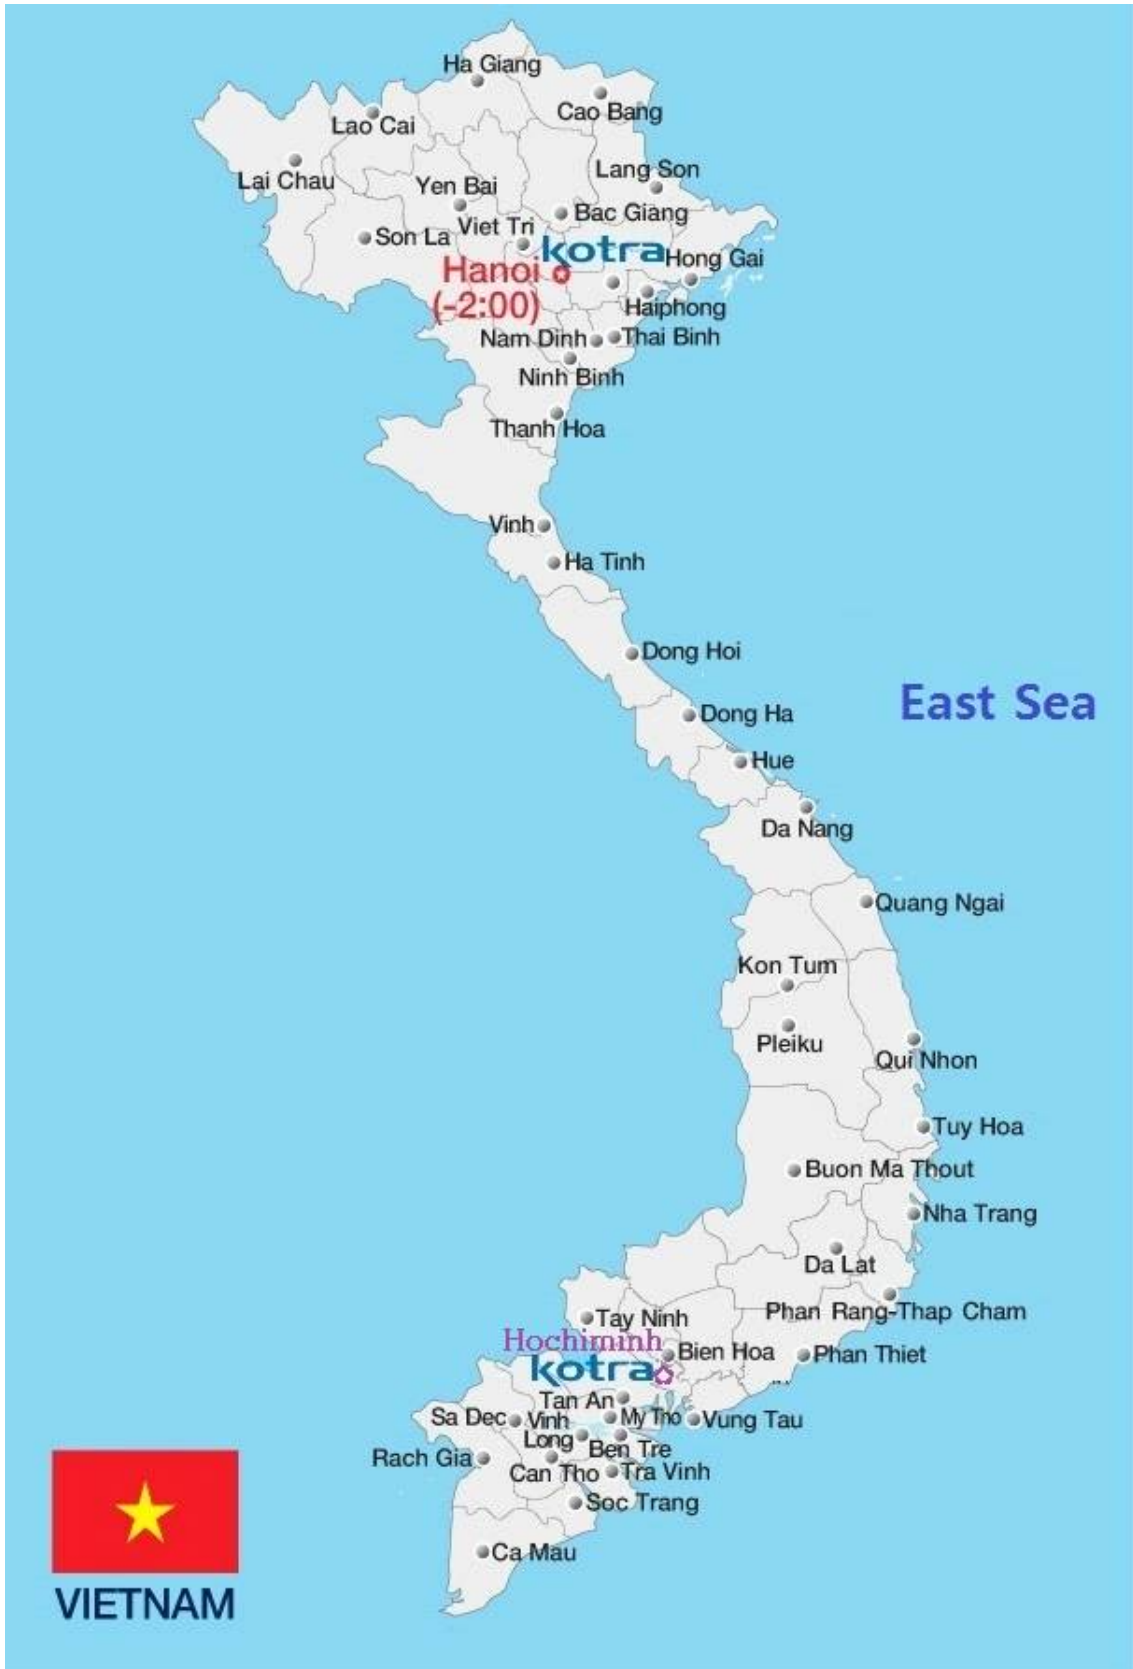 Ha Giang
Cao Bang
Lao Cai
Lang Son
Lai Chau
Yen Bai
Bac Giang
Viet Tri
Son La
kotra
Hong Gai
Hanoi
(-2:00)
Haiphong
Nam Dinh
Thai Binh
Ninh Binh
Thanh Hoa
Vinh
Ha Tinh
Dong Hoi
East Sea
Dong Ha
Hue
Da Nang
Quang Ngai
Kon Tum
Pleiku
Qui Nhon
Tuy Hoa
Buon Ma Thout
Nha Trang
Da Lat
Phan Rang-Thap Cham
Tay Ninh
Hochiminh
Bien Hoa
Phan Thiet
kotra
Tan An
Sa Dec
Vinh
Long
My Tho
Vung Tau
Ben Tre
Rach Gia
Can Tho
Tra Vinh
Soc Trang
Ca Mau
VIETNAM